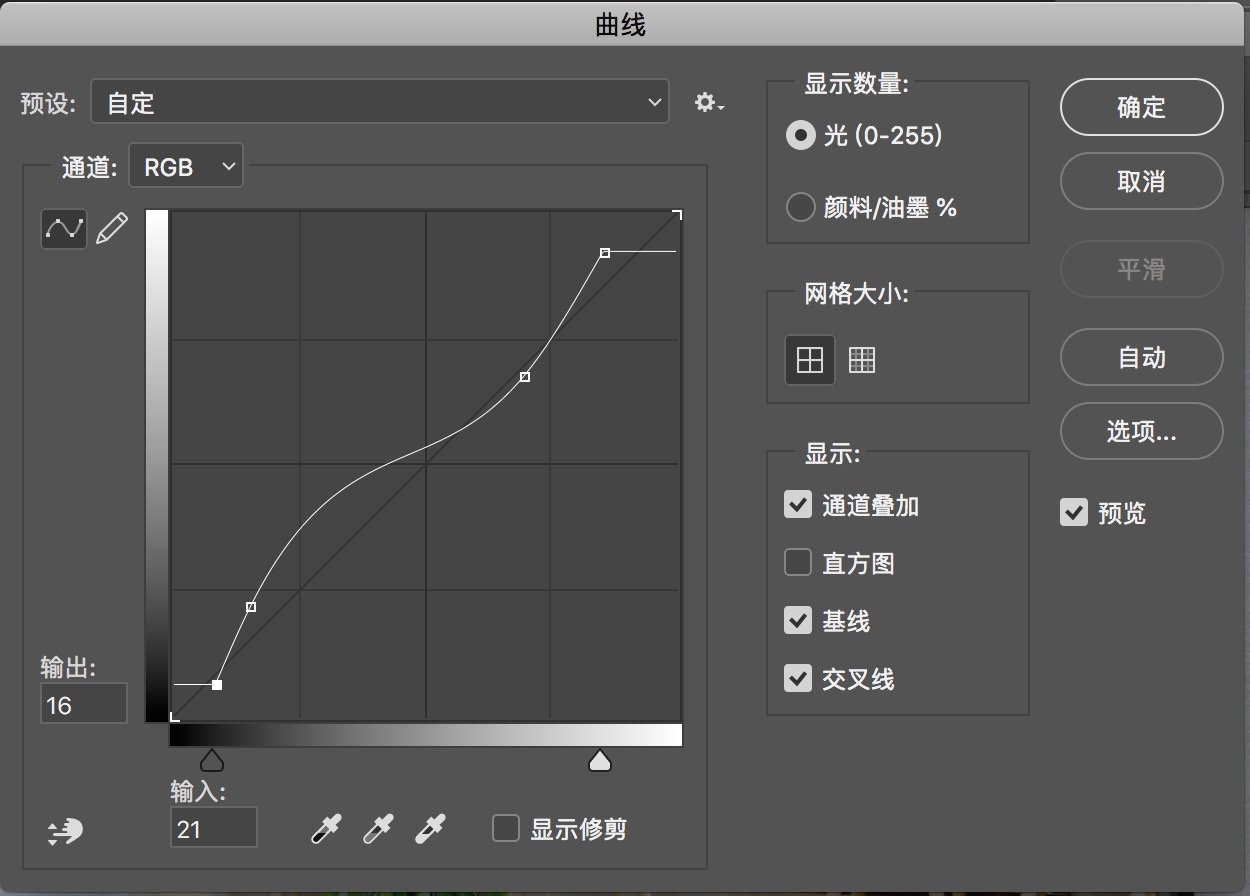 曲线
预设:
自定
通道:
RGB
输出:
16
输入:
21
显示修剪
显示数量:
光 (0-255)
颜料/油墨 %
网格大小:
显示:
通道叠加
直方图
基线
交叉线
确定
取消
平滑
自动
选项...
预览